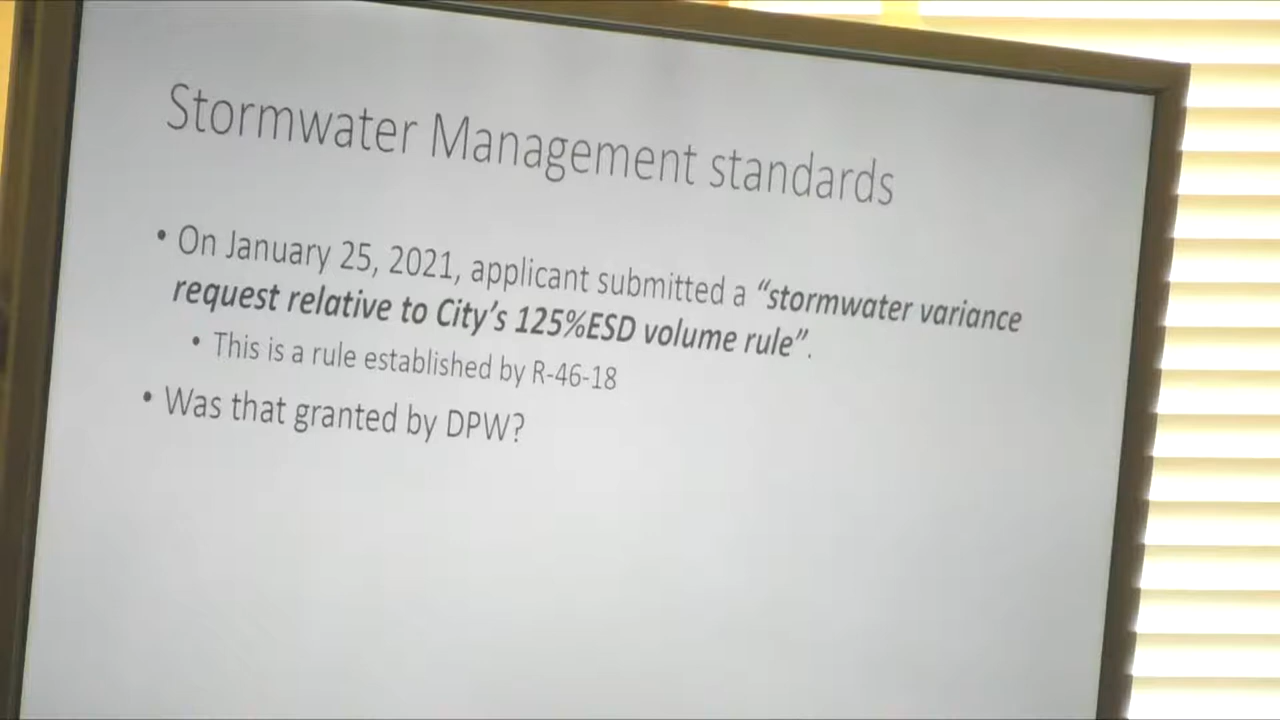 Stormwater Management standards
• On January 25, 2021, applicant submitted a “stormwater variance
request relative to City’s 125%ESD volume rule”.
• This is a rule established by R-46-18
• Was that granted by DPW?